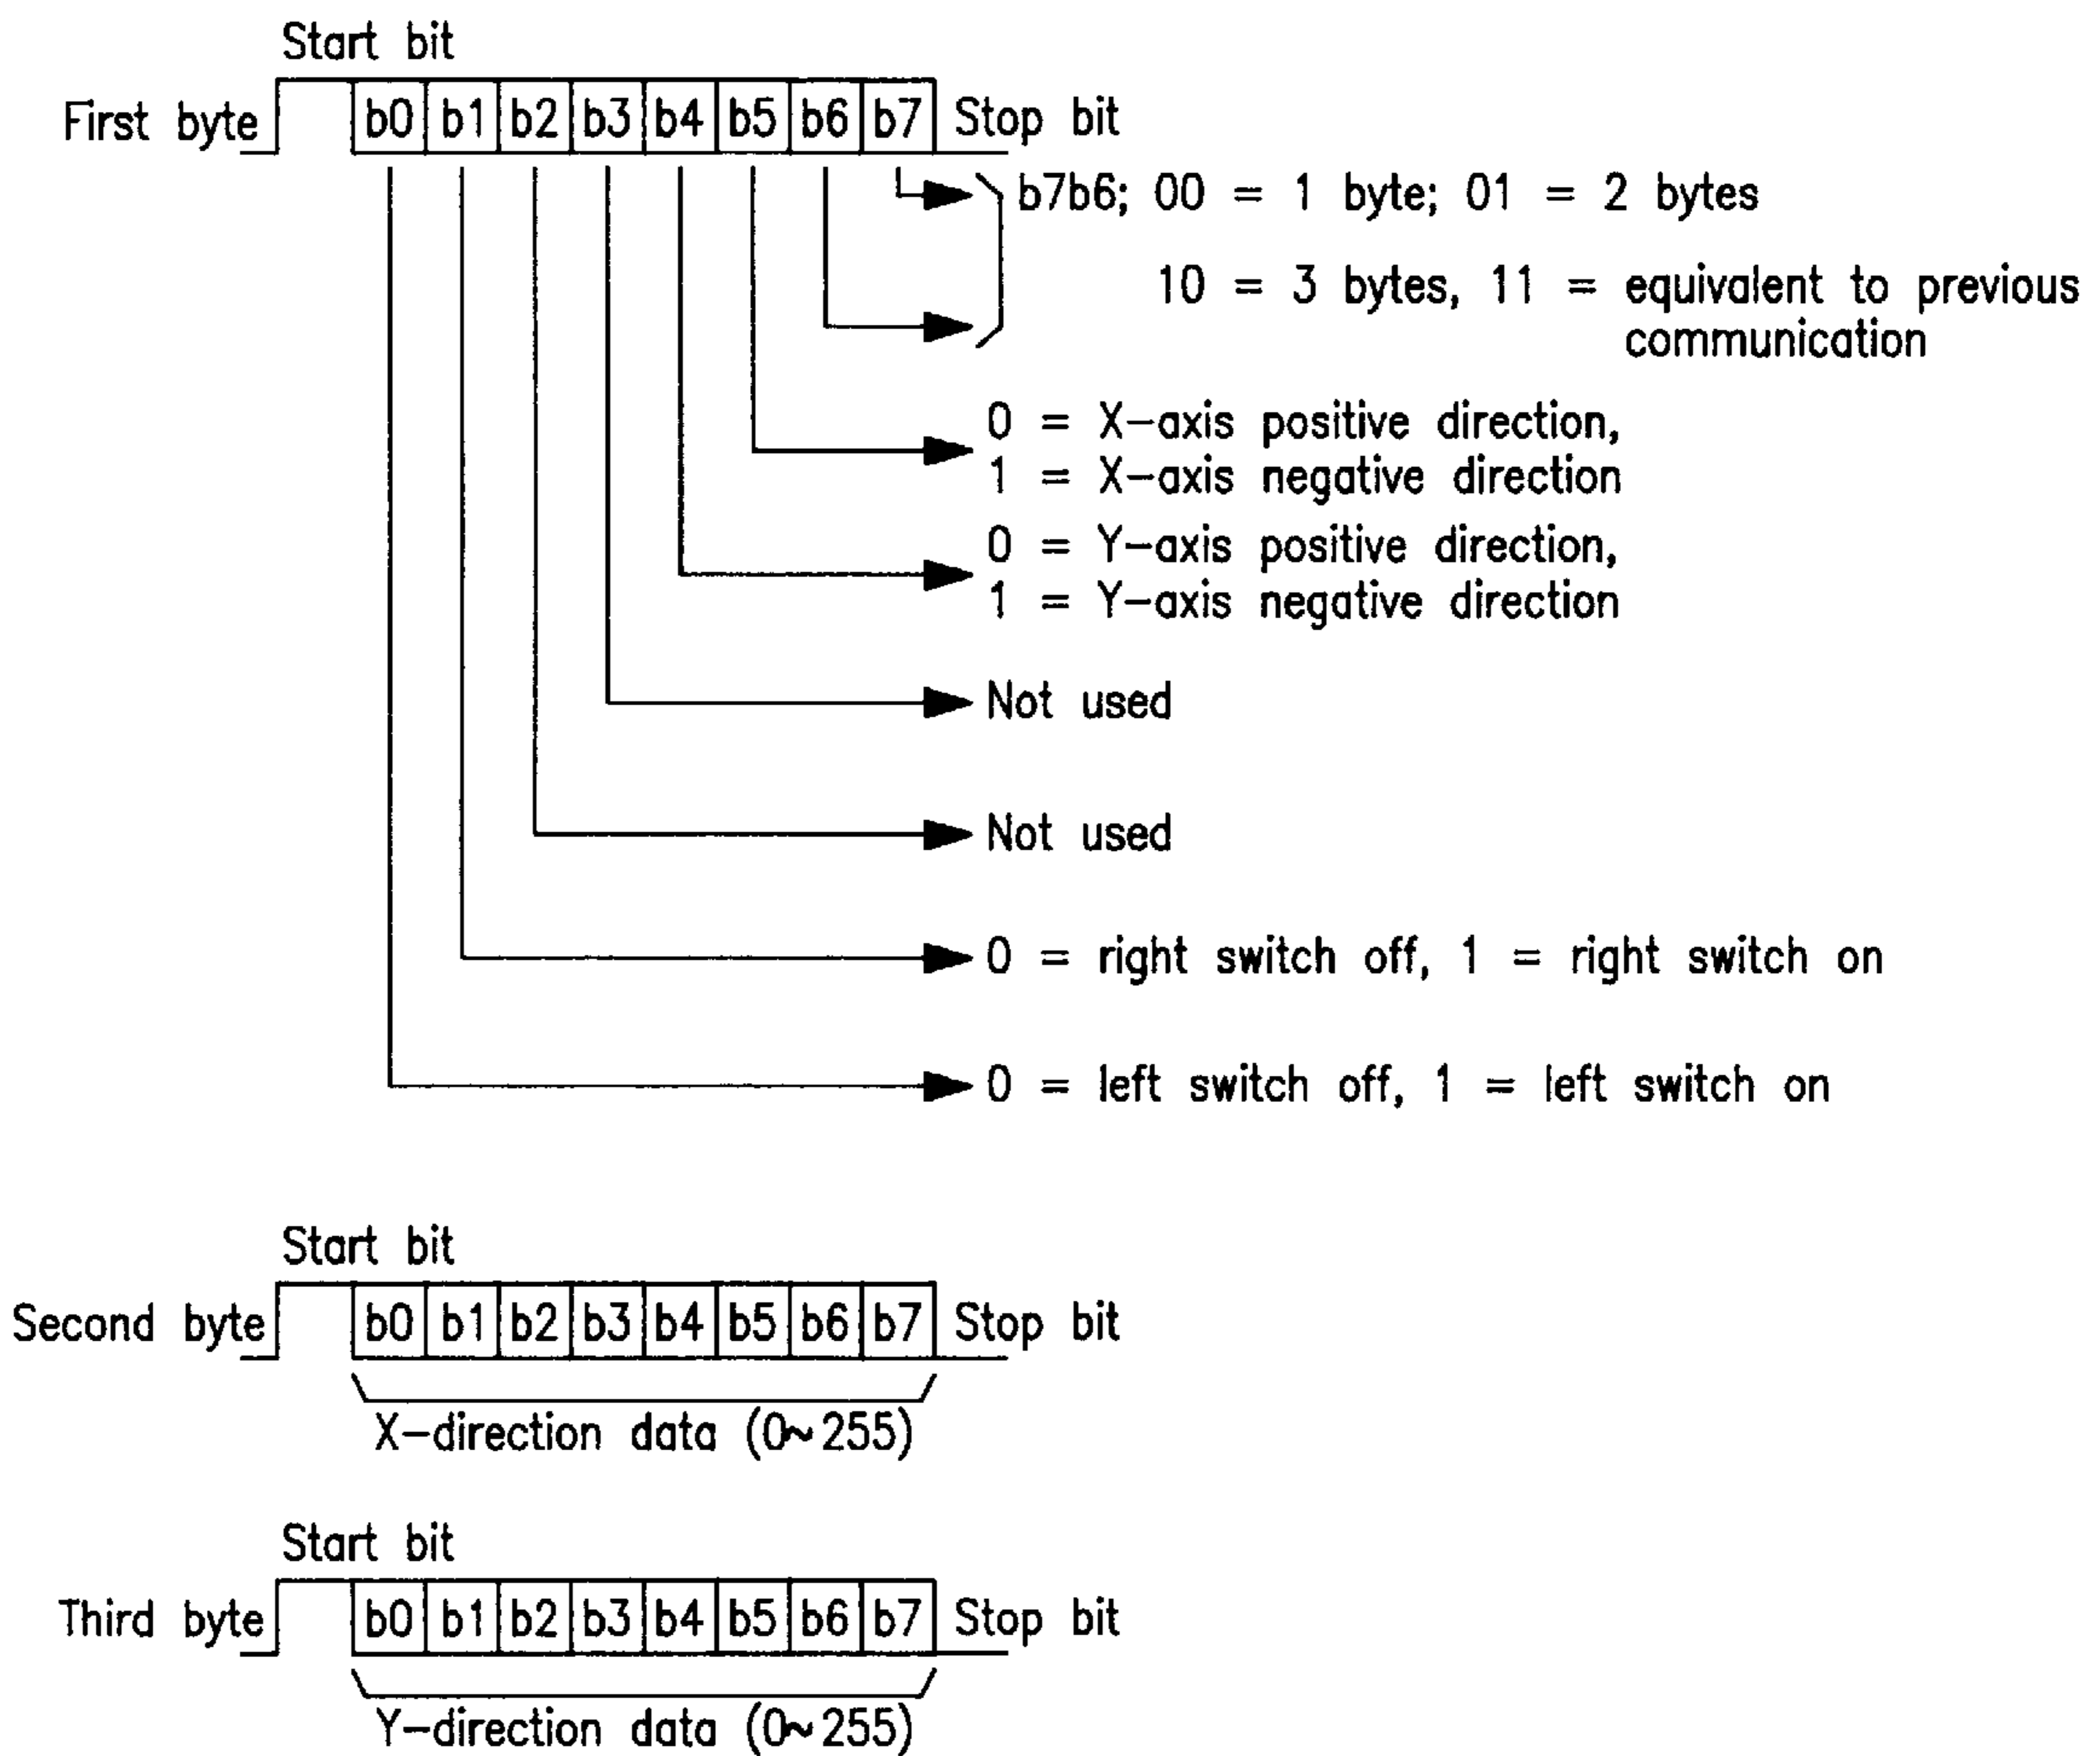 Start bit
First byte b0 b1 b2 b3 b4 b5 b6 b7 Stop bit
b7b6; 00 = 1 byte; 01 = 2 bytes
10 = 3 bytes, 11 = equivalent to previous
communication
0 = X-axis positive direction,
1 = X-axis negative direction
0 = Y-axis positive direction,
1 = Y-axis negative direction
Not used
Not used
0 = right switch off, 1 = right switch on
0 = left switch off, 1 = left switch on
Start bit
Second byte b0 b1 b2 b3 b4 b5 b6 b7 Stop bit
X-direction data (0~255)
Start bit
Third byte b0 b1 b2 b3 b4 b5 b6 b7 Stop bit
Y-direction data (0~255)